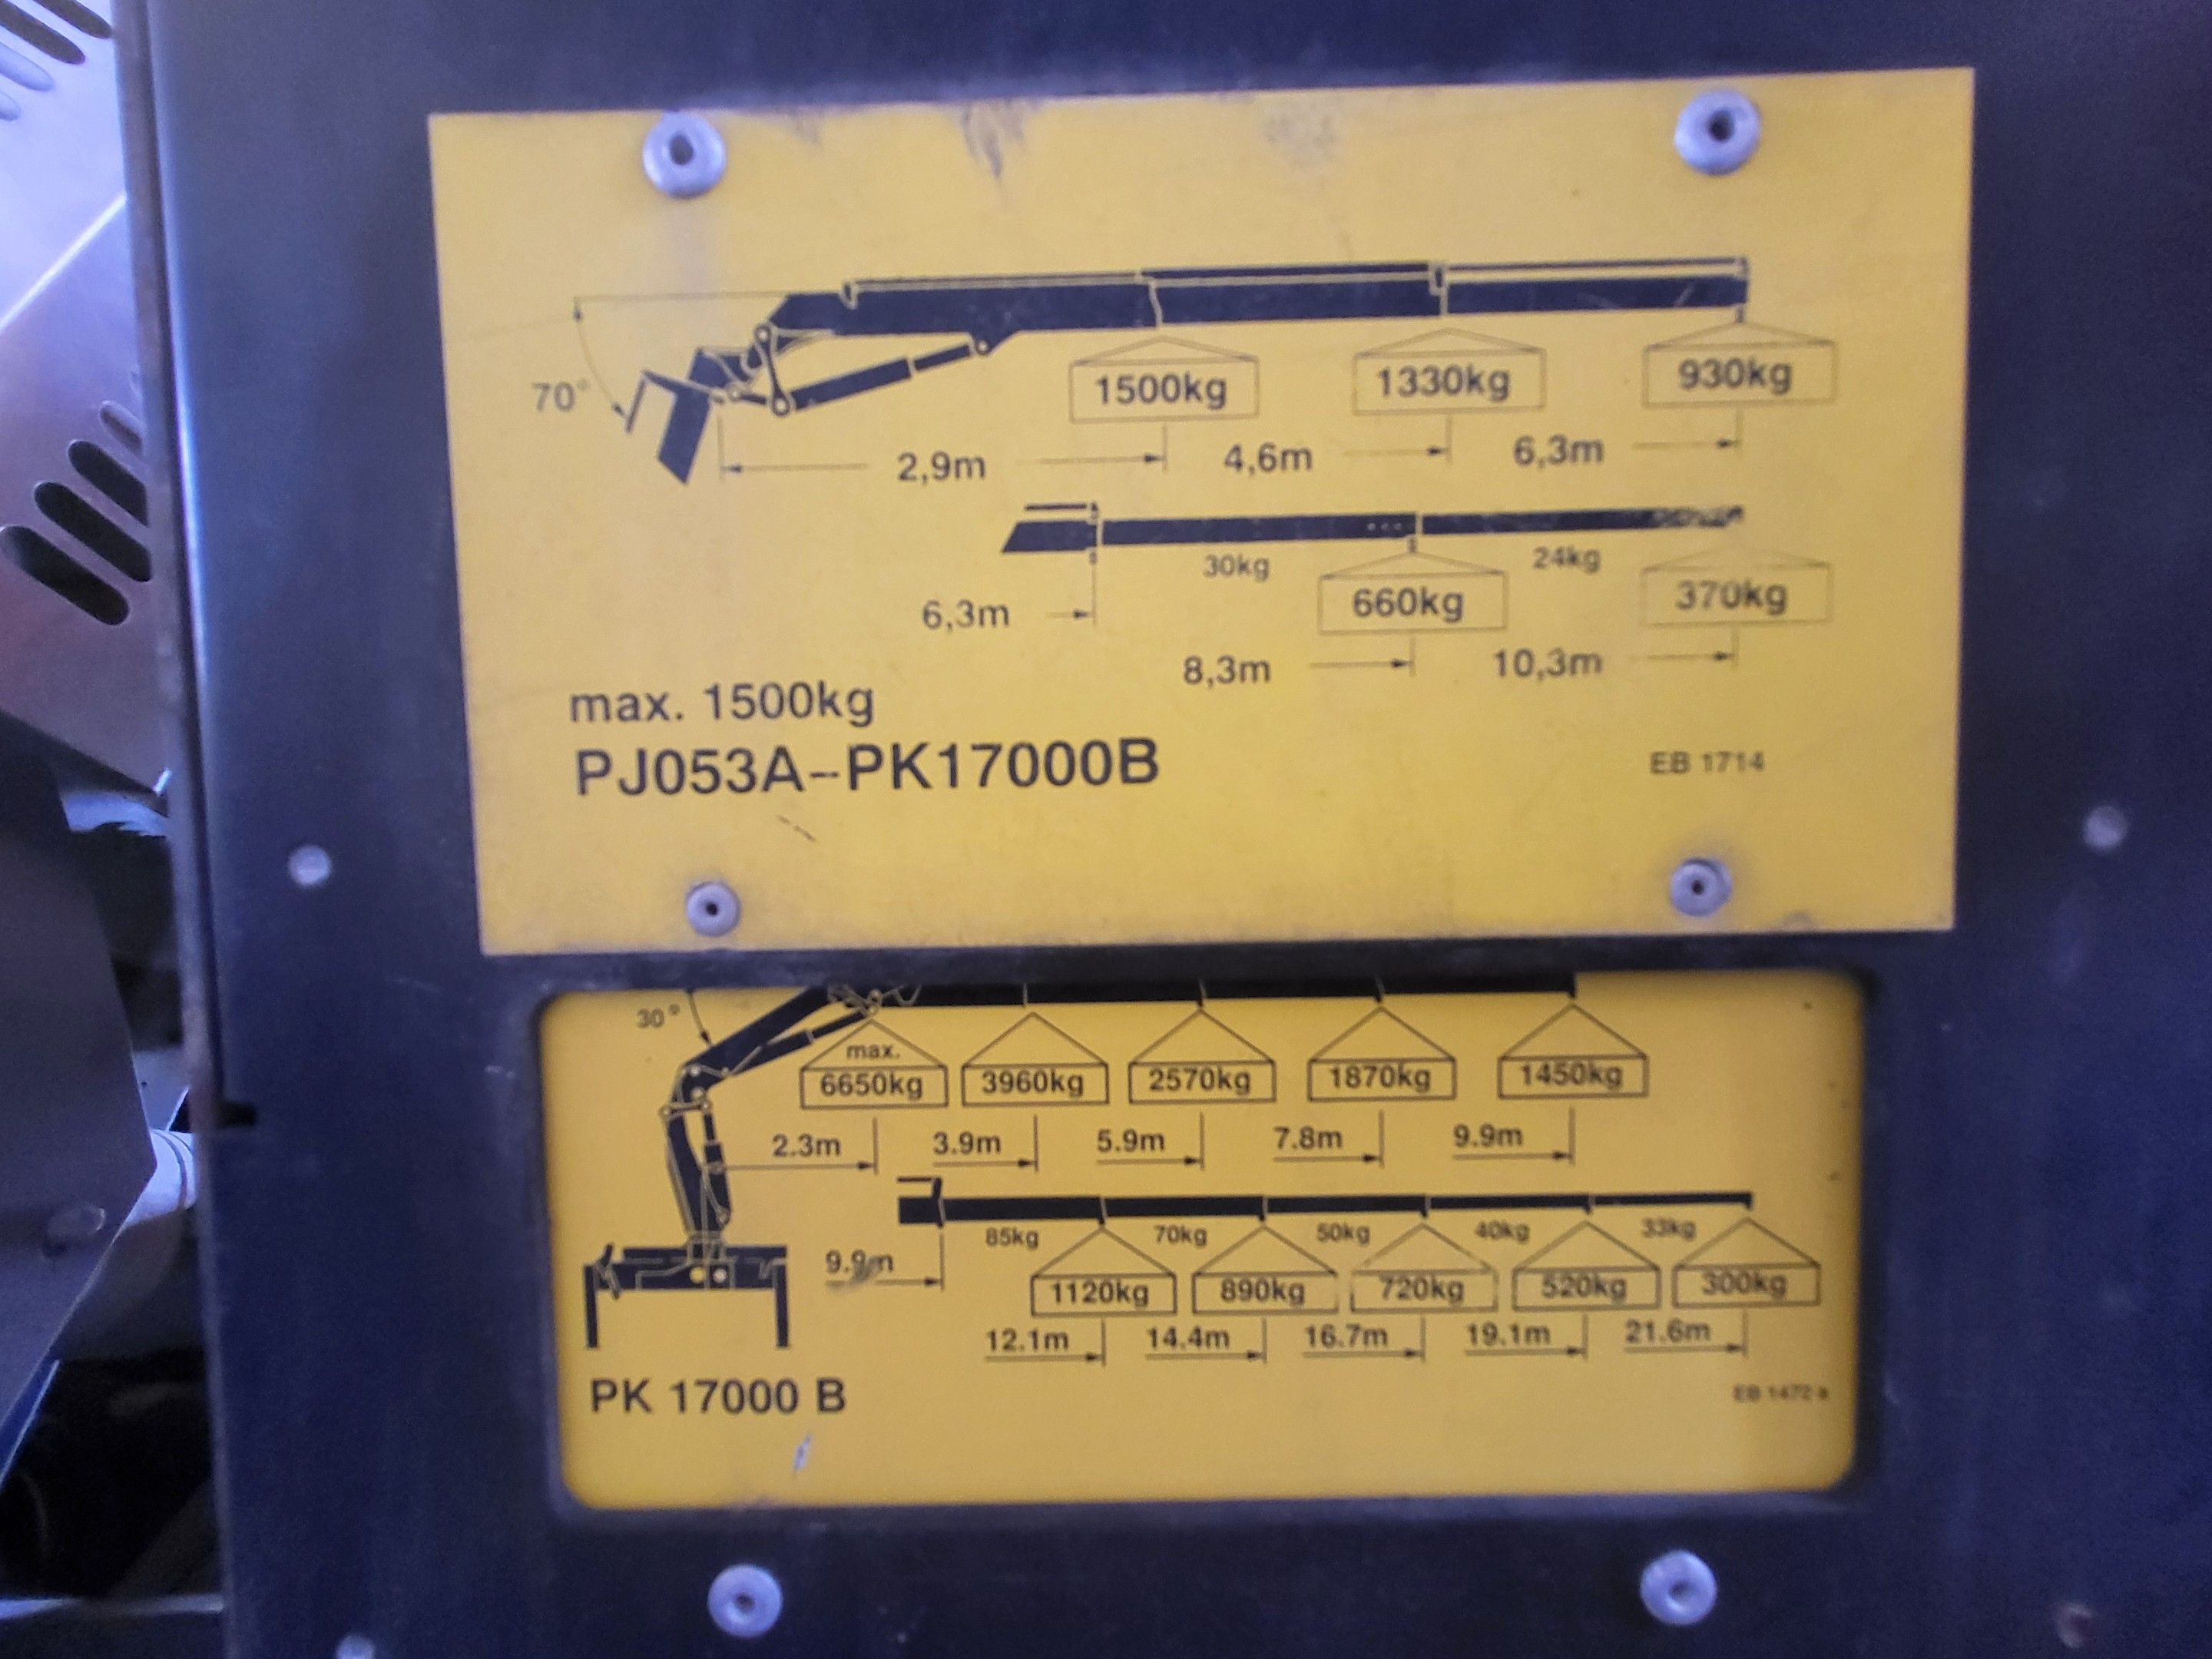 70°
1500kg 1330kg 930kg
2,9m 4,6m 6,3m
30kg 24kg
660kg 370kg
6,3m
8,3m 10,3m
max. 1500kg
PJ053A-PK17000B EB 1714
30°
max.
6650kg 3960kg 2570kg 1870kg 1450kg
2.3m 3.9m 5.9m 7.8m 9.9m
85kg 70kg 50kg 40kg 33kg
9.9m
1120kg 890kg 720kg 520kg 300kg
12.1m 14.4m 16.7m 19.1m 21.6m
PK 17000 B EB 1472 a